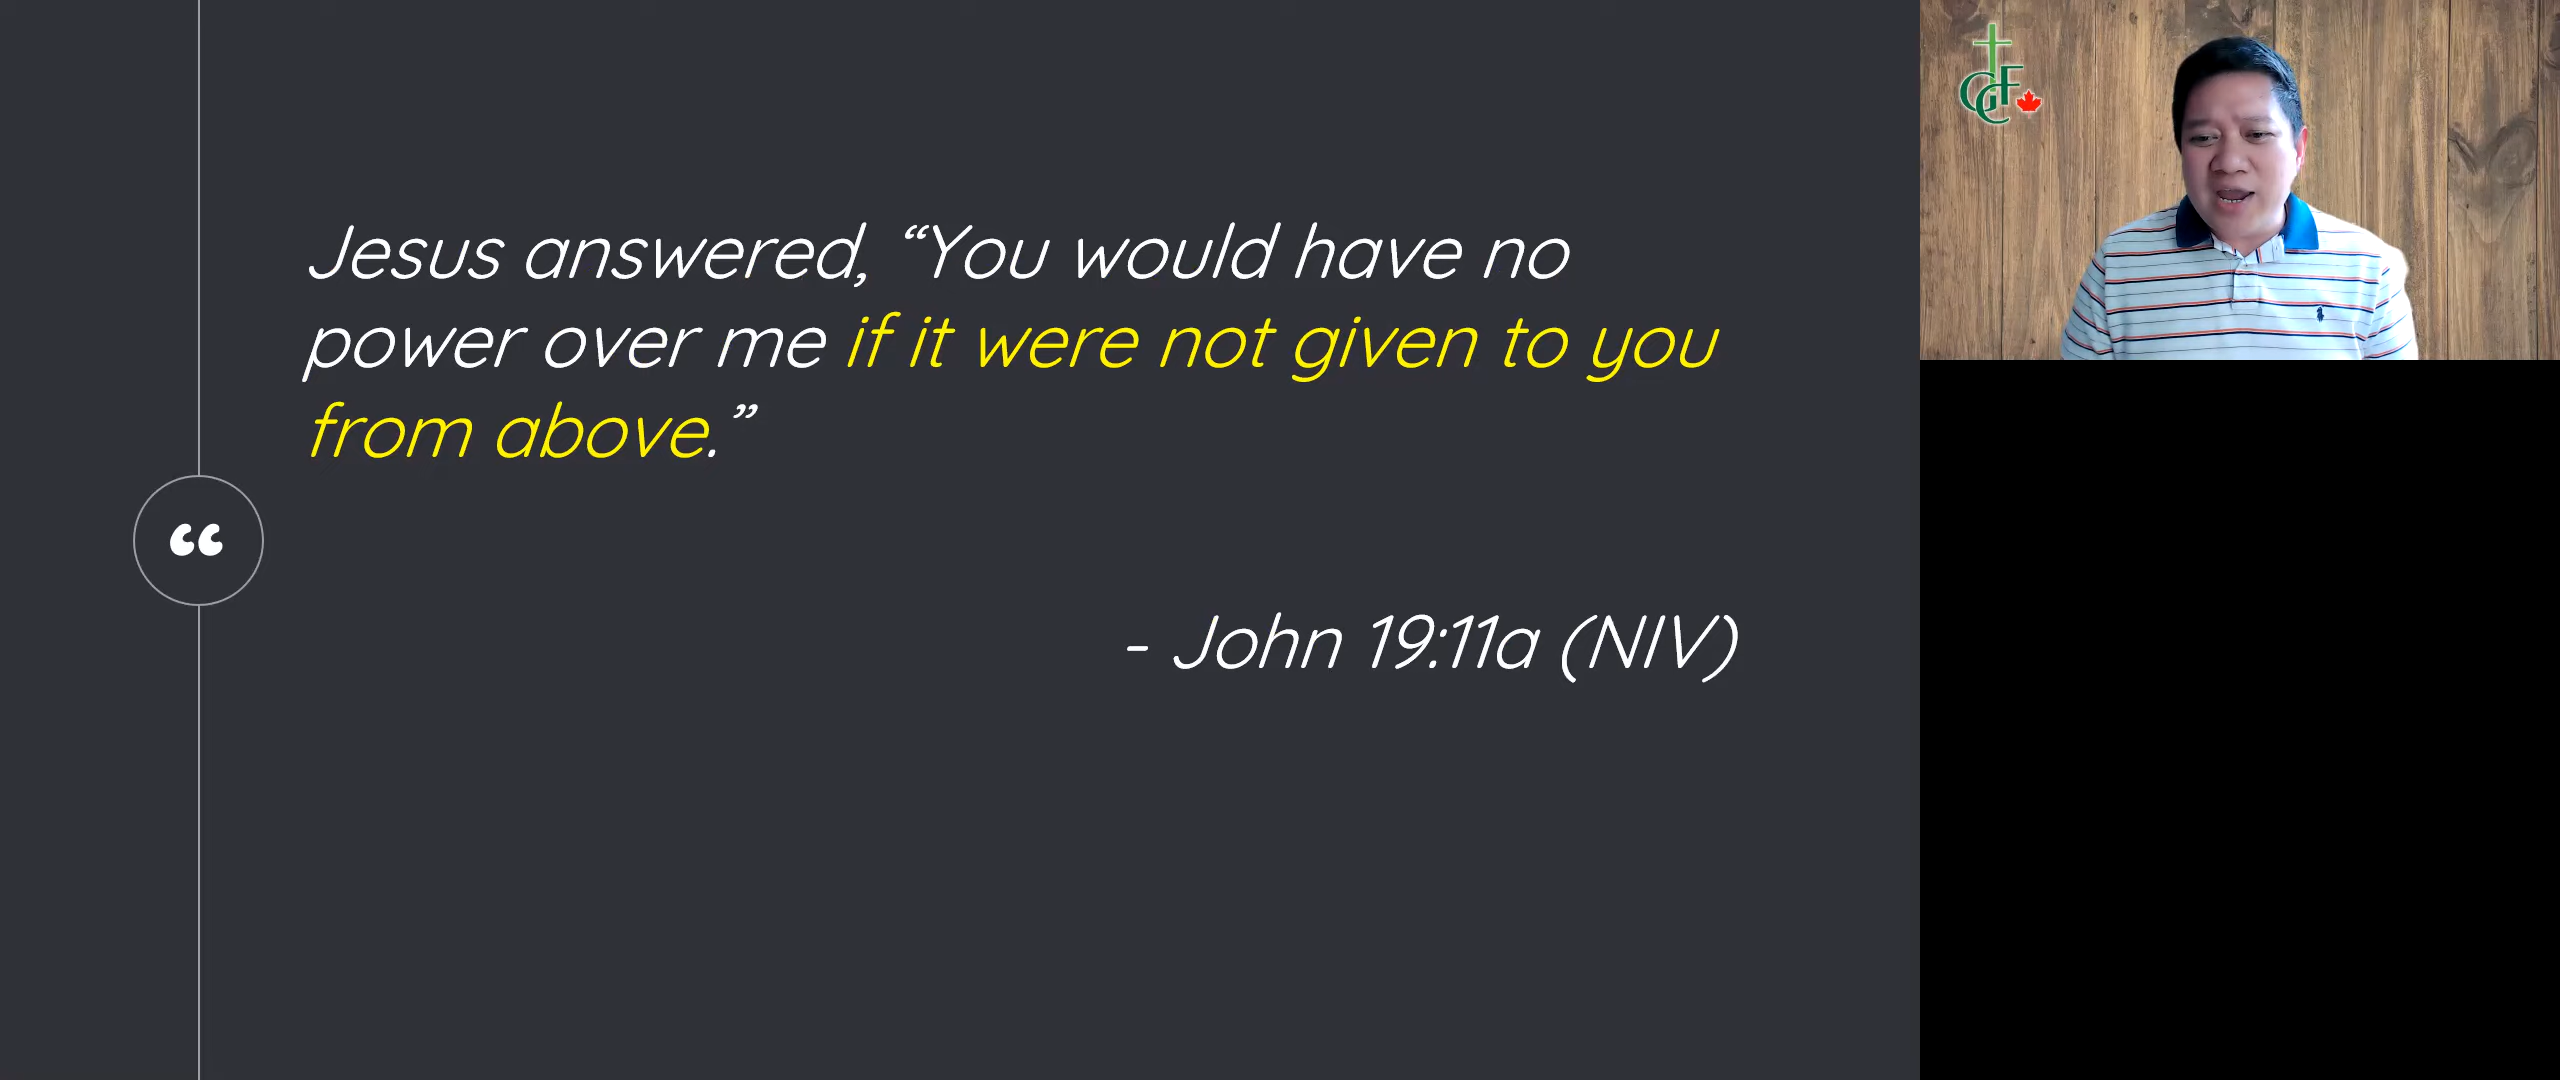 Jesus answered, “You would have no
power over me if it were not given to you
from above.”
“
- John 19:11a (NIV)
GCF